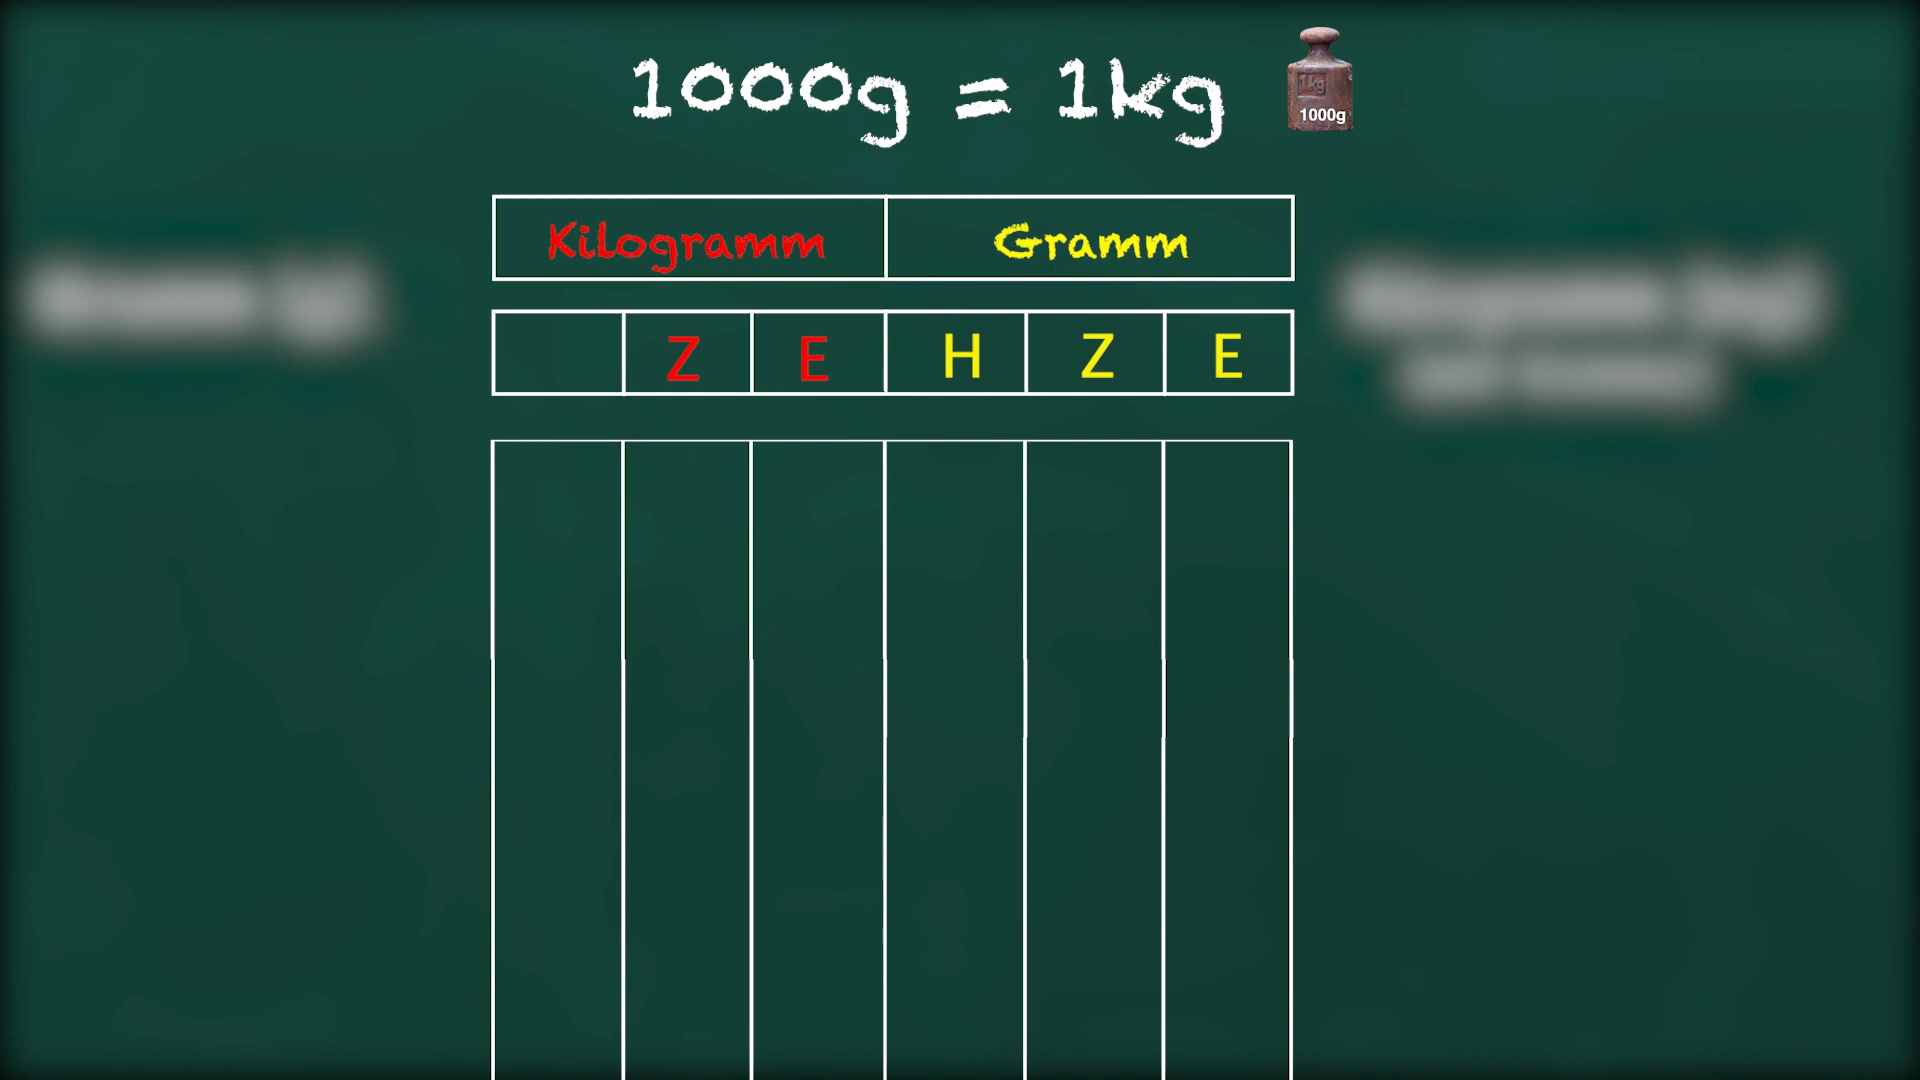 1000g = 1kg
1kg
1000g
Kilogramm Gramm
Z E H Z E